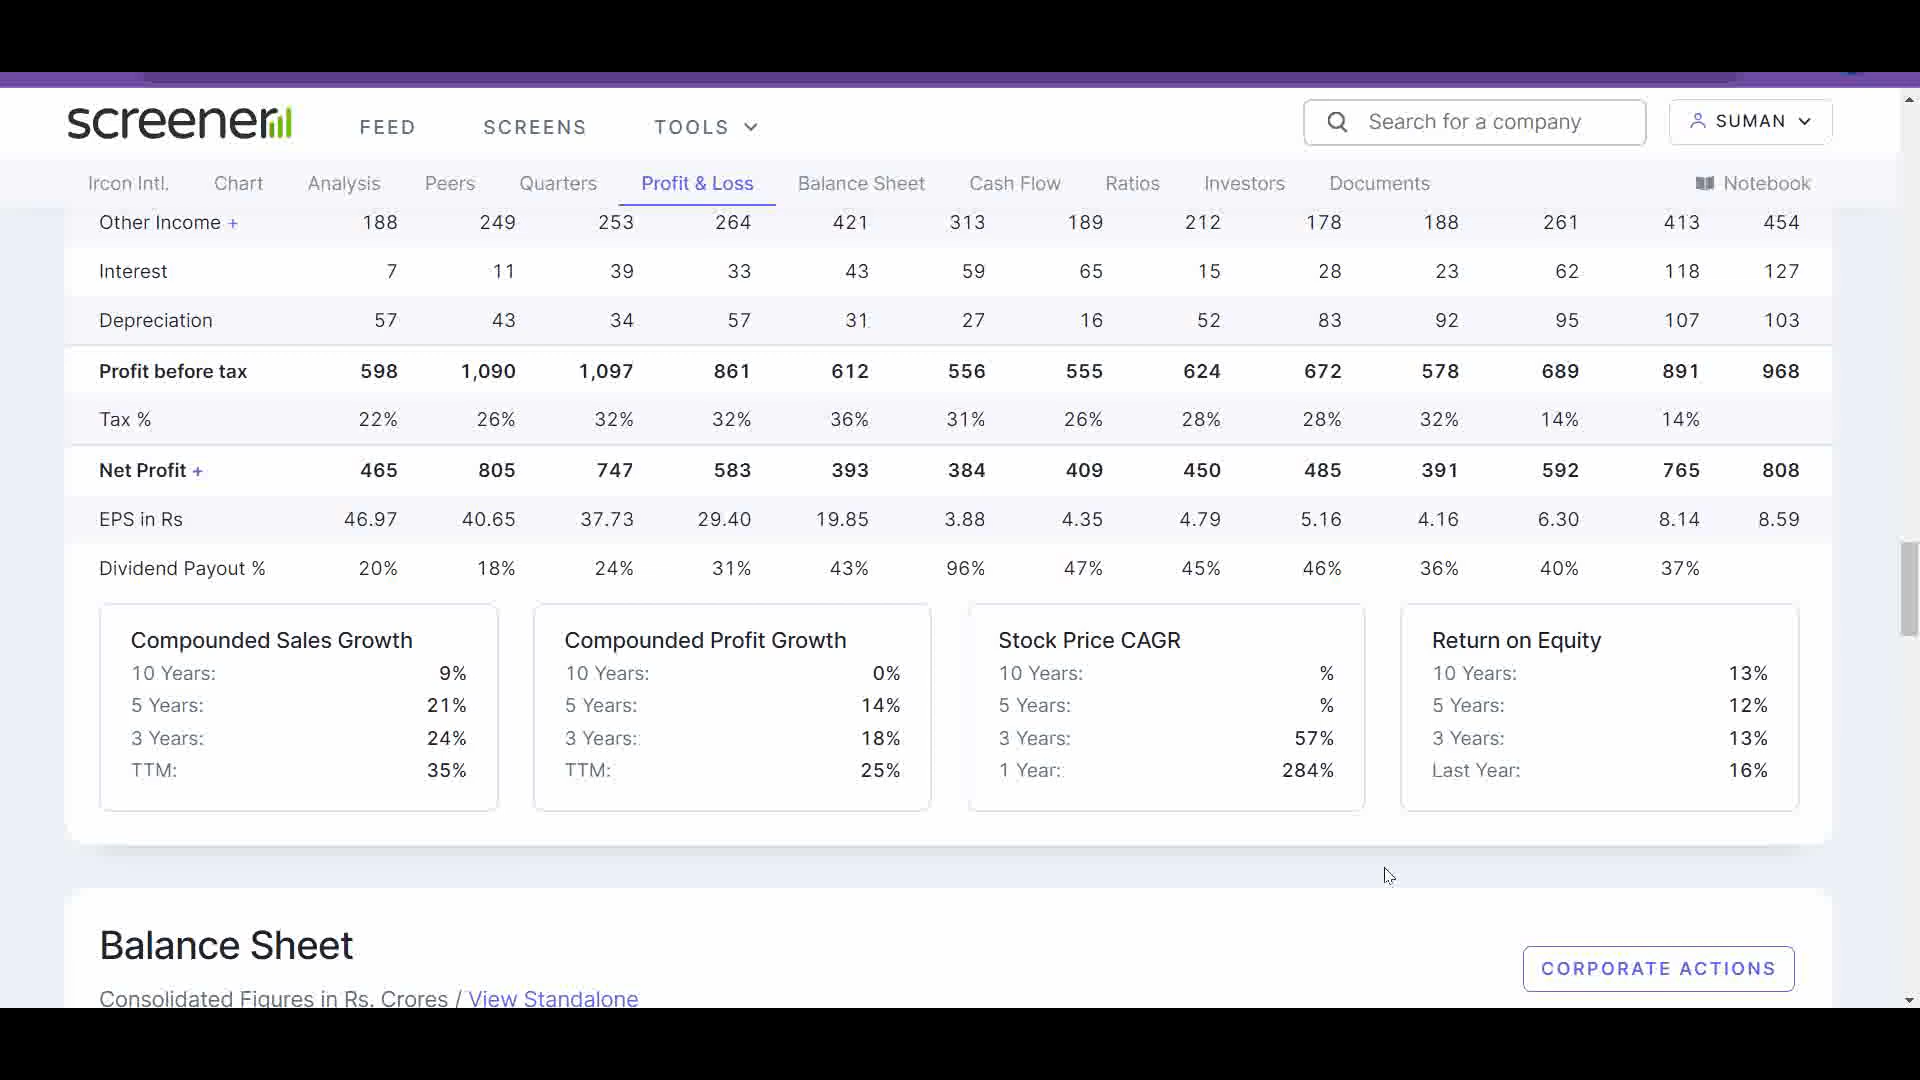 screener FEED SCREENS TOOLS Search for a company SUMAN
Ircon Intl. Chart Analysis Peers Quarters Profit & Loss Balance Sheet Cash Flow Ratios Investors Documents Notebook
Other Income + 188 249 253 264 421 313 189 212 178 188 261 413 454
Interest 7 11 39 33 43 59 65 15 28 23 62 118 127
Depreciation 57 43 34 57 31 27 16 52 83 92 95 107 103
Profit before tax 598 1,090 1,097 861 612 556 555 624 672 578 689 891 968
Tax % 22% 26% 32% 32% 36% 31% 26% 28% 28% 32% 14% 14%
Net Profit + 465 805 747 583 393 384 409 450 485 391 592 765 808
EPS in Rs 46.97 40.65 37.73 29.40 19.85 3.88 4.35 4.79 5.16 4.16 6.30 8.14 8.59
Dividend Payout % 20% 18% 24% 31% 43% 96% 47% 45% 46% 36% 40% 37%
Compounded Sales Growth
10 Years: 9%
5 Years: 21%
3 Years: 24%
TTM: 35%
Compounded Profit Growth
10 Years: 0%
5 Years: 14%
3 Years: 18%
TTM: 25%
Stock Price CAGR
10 Years: %
5 Years: %
3 Years: 57%
1 Year: 284%
Return on Equity
10 Years: 13%
5 Years: 12%
3 Years: 13%
Last Year: 16%
Balance Sheet
CORPORATE ACTIONS
Consolidated Figures in Rs. Crores / View Standalone